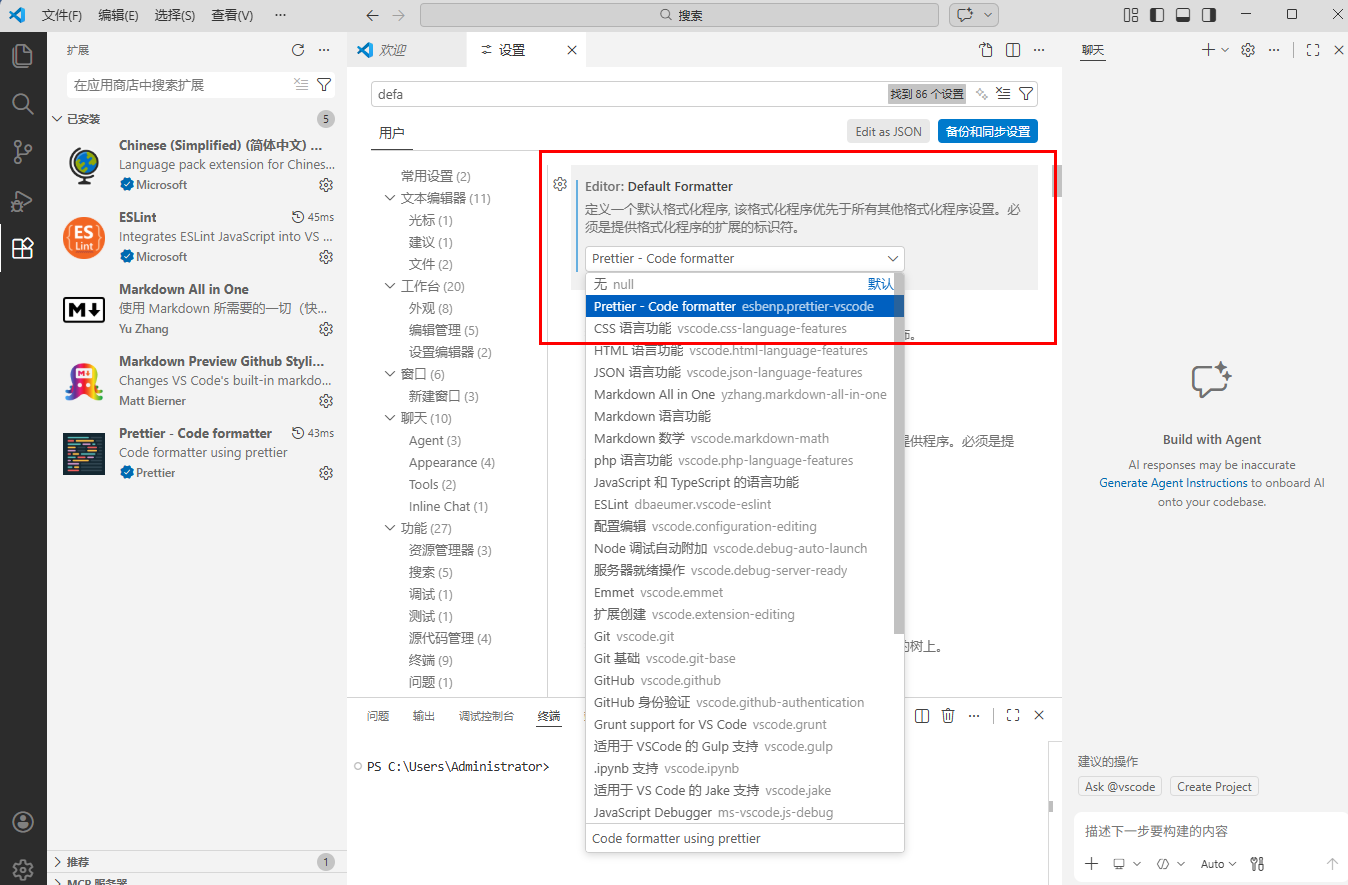 文件(F) 编辑(E) 选择(S) 查看(V) ··· 搜索
扩展
在应用商店中搜索扩展
已安装 5
Chinese (Simplified) (简体中文) ...
Language pack extension for Chines...
Microsoft
ESLint 45ms
Integrates ESLint JavaScript into VS ...
Microsoft
Markdown All in One
使用 Markdown 所需要的一切（快...
Yu Zhang
Markdown Preview Github Styli...
Changes VS Code's built-in markdo...
Matt Bierner
Prettier - Code formatter 43ms
Code formatter using prettier
Prettier
推荐 1
MCP 服务器
欢迎 设置
defa 找到 86 个设置
用户 Edit as JSON 备份和同步设置
常用设置 (2)
文本编辑器 (11)
光标 (1)
建议 (1)
文件 (2)
工作台 (20)
外观 (8)
编辑管理 (5)
设置编辑器 (2)
窗口 (6)
新建窗口 (3)
聊天 (10)
Agent (3)
Appearance (4)
Tools (2)
Inline Chat (1)
功能 (27)
资源管理器 (3)
搜索 (5)
调试 (1)
测试 (1)
源代码管理 (4)
终端 (9)
问题 (1)
Editor: Default Formatter
定义一个默认格式化程序, 该格式化程序优先于所有其他格式化程序设置。必
须是提供格式化程序的扩展的标识符。
Prettier - Code formatter
无 null 默认
Prettier - Code formatter esbenp.prettier-vscode
CSS 语言功能 vscode.css-language-features
HTML 语言功能 vscode.html-language-features
JSON 语言功能 vscode.json-language-features
Markdown All in One yzhang.markdown-all-in-one
Markdown 语言功能
Markdown 数学 vscode.markdown-math
提供程序。必须是提
php 语言功能 vscode.php-language-features
JavaScript 和 TypeScript 的语言功能
ESLint dbaeumer.vscode-eslint
配置编辑 vscode.configuration-editing
Node 调试自动附加 vscode.debug-auto-launch
服务器就绪操作 vscode.debug-server-ready
Emmet vscode.emmet
扩展创建 vscode.extension-editing
Git vscode.git
的树上。
Git 基础 vscode.git-base
GitHub vscode.github
GitHub 身份验证 vscode.github-authentication
Grunt support for VS Code vscode.grunt
适用于 VSCode 的 Gulp 支持 vscode.gulp
.ipynb 支持 vscode.ipynb
适用于 VS Code 的 Jake 支持 vscode.jake
JavaScript Debugger ms-vscode.js-debug
Code formatter using prettier
问题 输出 调试控制台 终端
PS C:\Users\Administrator>
聊天
Build with Agent
AI responses may be inaccurate
Generate Agent Instructions to onboard AI
onto your codebase.
建议的操作
Ask @vscode Create Project
描述下一步要构建的内容
Auto